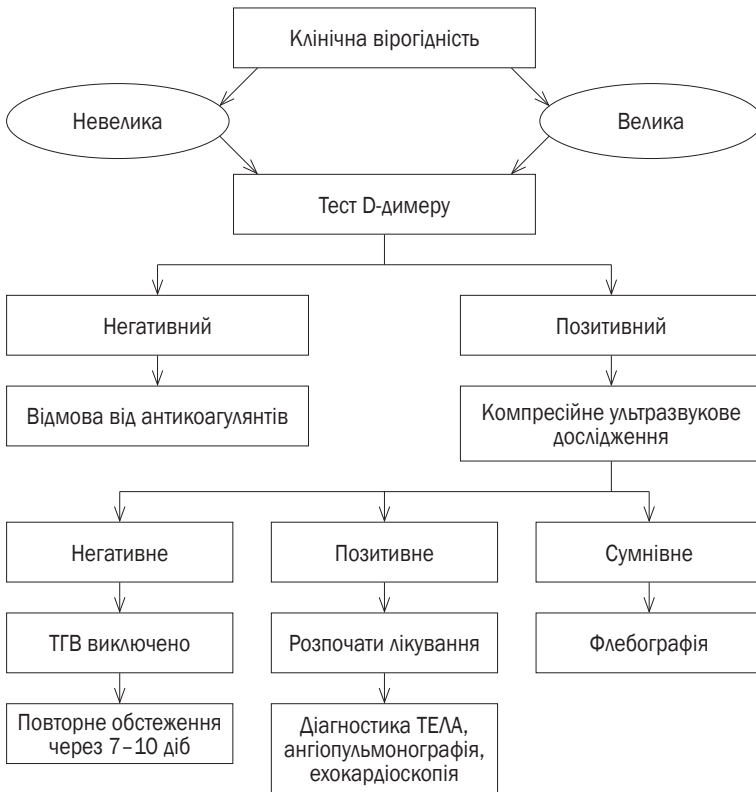 Клінічна вірогідність
Невелика
Велика
Тест D-димеру
Негативний
Позитивний
Відмова від антикоагулянтів
Компресійне ультразвукове
дослідження
Негативне
Позитивне
Сумнівне
ТГВ виключено
Розпочати лікування
Флебографія
Повторне обстеження
через 7–10 діб
Діагностика ТЕЛА,
ангіопульмонографія,
ехокардіоскопія